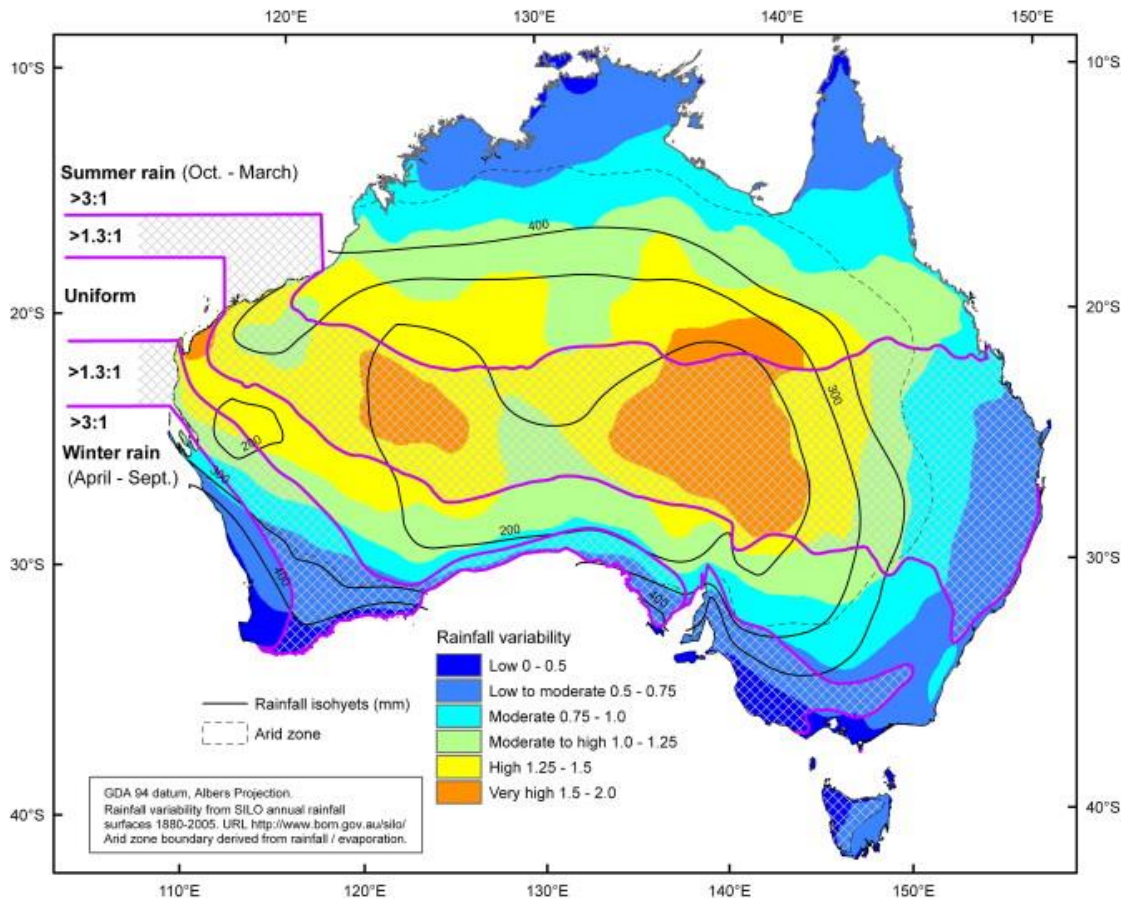 120°E
130°E
140°E
150°E
10°S
10°S
Summer rain (Oct. - March)
>3:1
>1.3:1
Uniform
20°S
20°S
>1.3:1
>3:1
Winter rain
(April - Sept.)
400
300
200
300
200
400
400
30°S
30°S
Rainfall variability
Low 0 - 0.5
Low to moderate 0.5 - 0.75
Moderate 0.75 - 1.0
Moderate to high 1.0 - 1.25
High 1.25 - 1.5
Very high 1.5 - 2.0
Rainfall isohyets (mm)
Arid zone
GDA 94 datum, Albers Projection.
Rainfall variability from SILO annual rainfall
surfaces 1880-2005. URL http://www.bom.gov.au/silo/
Arid zone boundary derived from rainfall / evaporation.
40°S
40°S
110°E
120°E
130°E
140°E
150°E